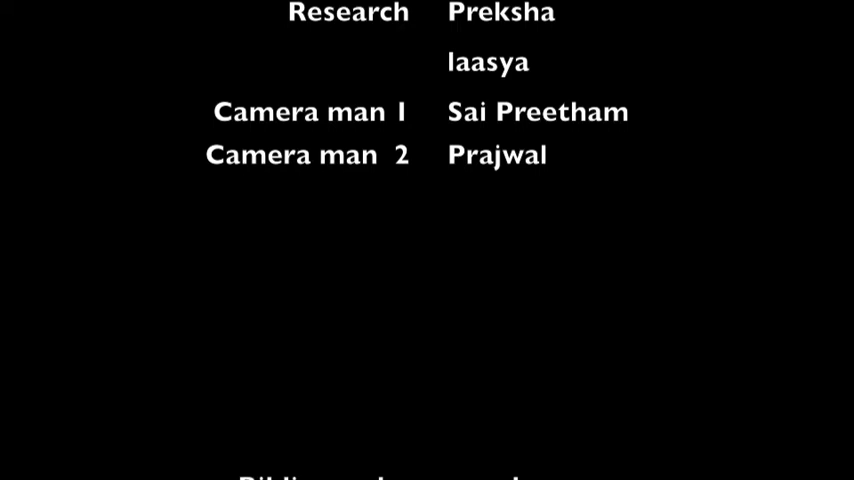 Research Preksha
laasya
Camera man 1 Sai Preetham
Camera man 2 Prajwal